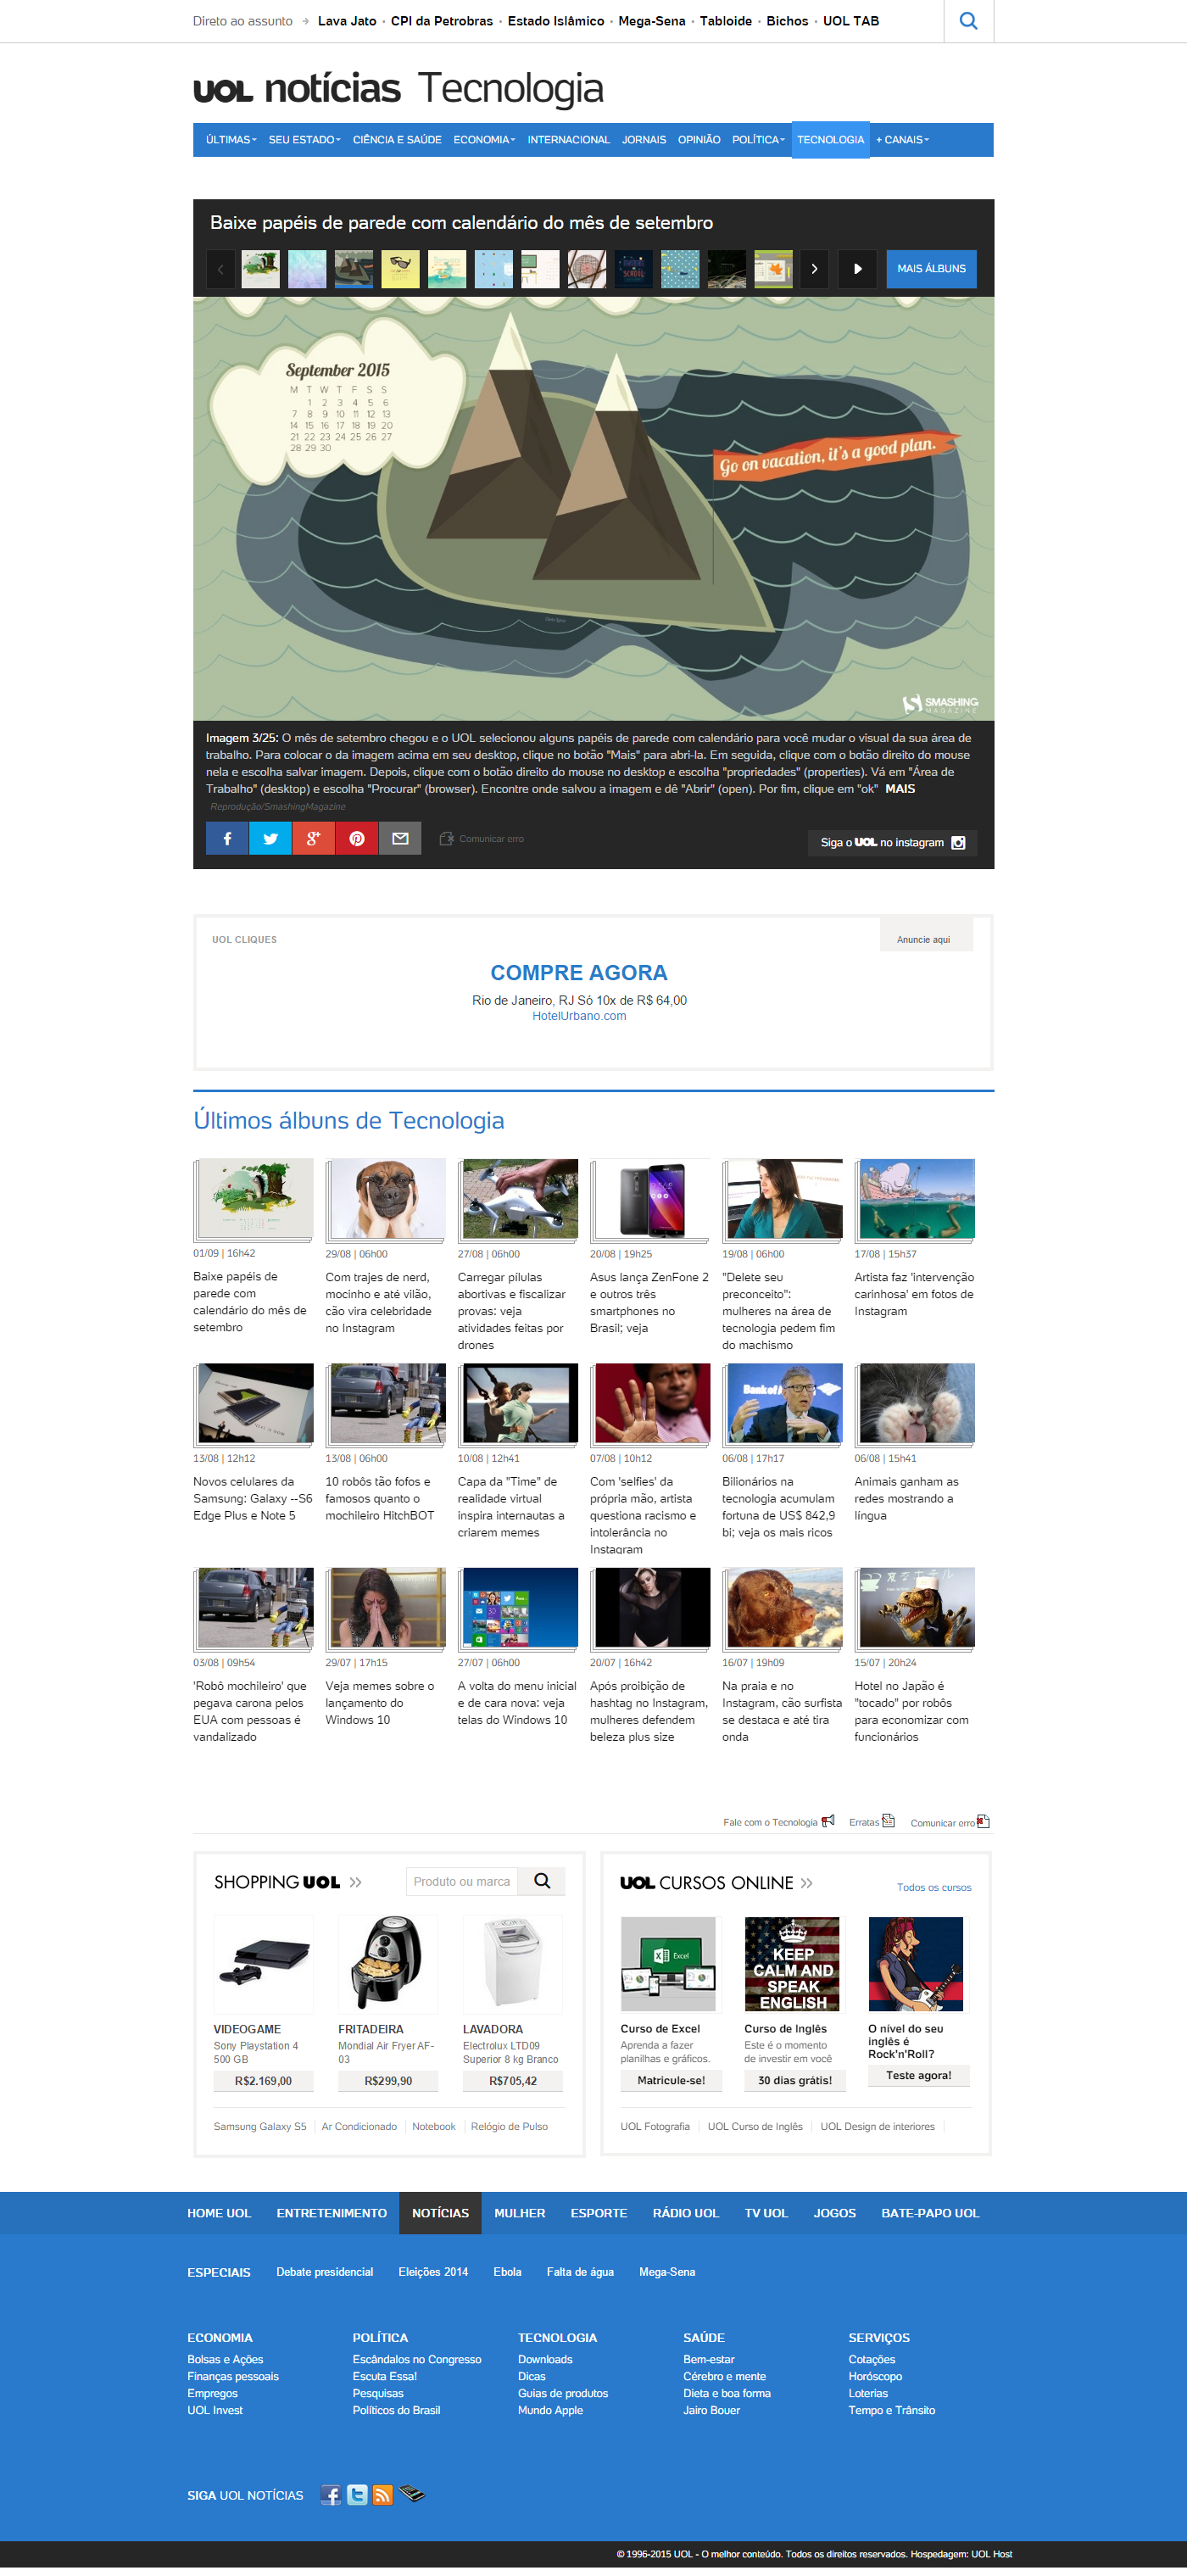 Direto ao assunto → Lava Jato • CPI da Petrobras • Estado Islâmico • Mega-Sena • Tabloide • Bichos • UOL TAB
UOL notícias Tecnologia
ÚLTIMAS SEU ESTADO CIÊNCIA E SAÚDE ECONOMIA INTERNACIONAL JORNAIS OPINIÃO POLÍTICA TECNOLOGIA + CANAIS
Baixe papéis de parede com calendário do mês de setembro
MAIS ÁLBUNS
September 2015
M T W T F S S
1 2 3 4 5 6
7 8 9 10 11 12 13
14 15 16 17 18 19 20
21 22 23 24 25 26 27
28 29 30
Go on vacation, it's a good plan.
SMASHING
MAGAZINE
Imagem 3/25: O mês de setembro chegou e o UOL selecionou alguns papéis de parede com calendário para você mudar o visual da sua área de
trabalho. Para colocar o da imagem acima em seu desktop, clique no botão "Mais" para abri-la. Em seguida, clique com o botão direito do mouse
nela e escolha salvar imagem. Depois, clique com o botão direito do mouse no desktop e escolha "propriedades" (properties). Vá em "Área de
Trabalho" (desktop) e escolha "Procurar" (browser). Encontre onde salvou a imagem e dê "Abrir" (open). Por fim, clique em "ok" MAIS
Reprodução/SmashingMagazine
Comunicar erro
Siga o UOL no instagram
UOL CLIQUES
Anuncie aqui
COMPRE AGORA
Rio de Janeiro, RJ Só 10x de R$ 64,00
HotelUrbano.com
Últimos álbuns de Tecnologia
01/09 | 16h42
Baixe papéis de
parede com
calendário do mês de
setembro
29/08 | 06h00
Com trajes de nerd,
mocinho e até vilão,
cão vira celebridade
no Instagram
27/08 | 06h00
Carregar pílulas
abortivas e fiscalizar
provas: veja
atividades feitas por
drones
20/08 | 19h25
Asus lança ZenFone 2
e outros três
smartphones no
Brasil; veja
19/08 | 06h00
"Delete seu
preconceito":
mulheres na área de
tecnologia pedem fim
do machismo
17/08 | 15h37
Artista faz 'intervenção
carinhosa' em fotos de
Instagram
13/08 | 12h12
Novos celulares da
Samsung: Galaxy --S6
Edge Plus e Note 5
13/08 | 06h00
10 robôs tão fofos e
famosos quanto o
mochileiro HitchBOT
10/08 | 12h41
Capa da "Time" de
realidade virtual
inspira internautas a
criarem memes
07/08 | 10h12
Com 'selfies' da
própria mão, artista
questiona racismo e
intolerância no
Instagram
06/08 | 17h17
Bilionários na
tecnologia acumulam
fortuna de US$ 842,9
bi; veja os mais ricos
06/08 | 15h41
Animais ganham as
redes mostrando a
língua
03/08 | 09h54
'Robô mochileiro' que
pegava carona pelos
EUA com pessoas é
vandalizado
29/07 | 17h15
Veja memes sobre o
lançamento do
Windows 10
27/07 | 06h00
A volta do menu inicial
e de cara nova: veja
telas do Windows 10
20/07 | 16h42
Após proibição de
hashtag no Instagram,
mulheres defendem
beleza plus size
16/07 | 19h09
Na praia e no
Instagram, cão surfista
se destaca e até tira
onda
15/07 | 20h24
Hotel no Japão é
"tocado" por robôs
para economizar com
funcionários
Fale com o Tecnologia Erratas Comunicar erro
SHOPPING UOL
Produto ou marca
VIDEOGAME
Sony Playstation 4
500 GB
R$2.169,00
FRITADEIRA
Mondial Air Fryer AF-
03
R$299,90
LAVADORA
Electrolux LTD09
Superior 8 kg Branco
R$705,42
Samsung Galaxy S5 Ar Condicionado Notebook Relógio de Pulso
UOL CURSOS ONLINE
Todos os cursos
Excel
Curso de Excel
Aprenda a fazer
planilhas e gráficos.
Matricule-se!
KEEP
CALM AND
SPEAK
ENGLISH
Curso de Inglês
Este é o momento
de investir em você
30 dias grátis!
O nível do seu
inglês é
Rock'n'Roll?
Teste agora!
UOL Fotografia UOL Curso de Inglês UOL Design de interiores
HOME UOL ENTRETENIMENTO NOTÍCIAS MULHER ESPORTE RÁDIO UOL TV UOL JOGOS BATE-PAPO UOL
ESPECIAIS Debate presidencial Eleições 2014 Ebola Falta de água Mega-Sena
ECONOMIA
Bolsas e Ações
Finanças pessoais
Empregos
UOL Invest
POLÍTICA
Escândalos no Congresso
Escuta Essa!
Pesquisas
Políticos do Brasil
TECNOLOGIA
Downloads
Dicas
Guias de produtos
Mundo Apple
SAÚDE
Bem-estar
Cérebro e mente
Dieta e boa forma
Jairo Bouer
SERVIÇOS
Cotações
Horóscopo
Loterias
Tempo e Trânsito
SIGA UOL NOTÍCIAS
© 1996-2015 UOL - O melhor conteúdo. Todos os direitos reservados. Hospedagem: UOL Host